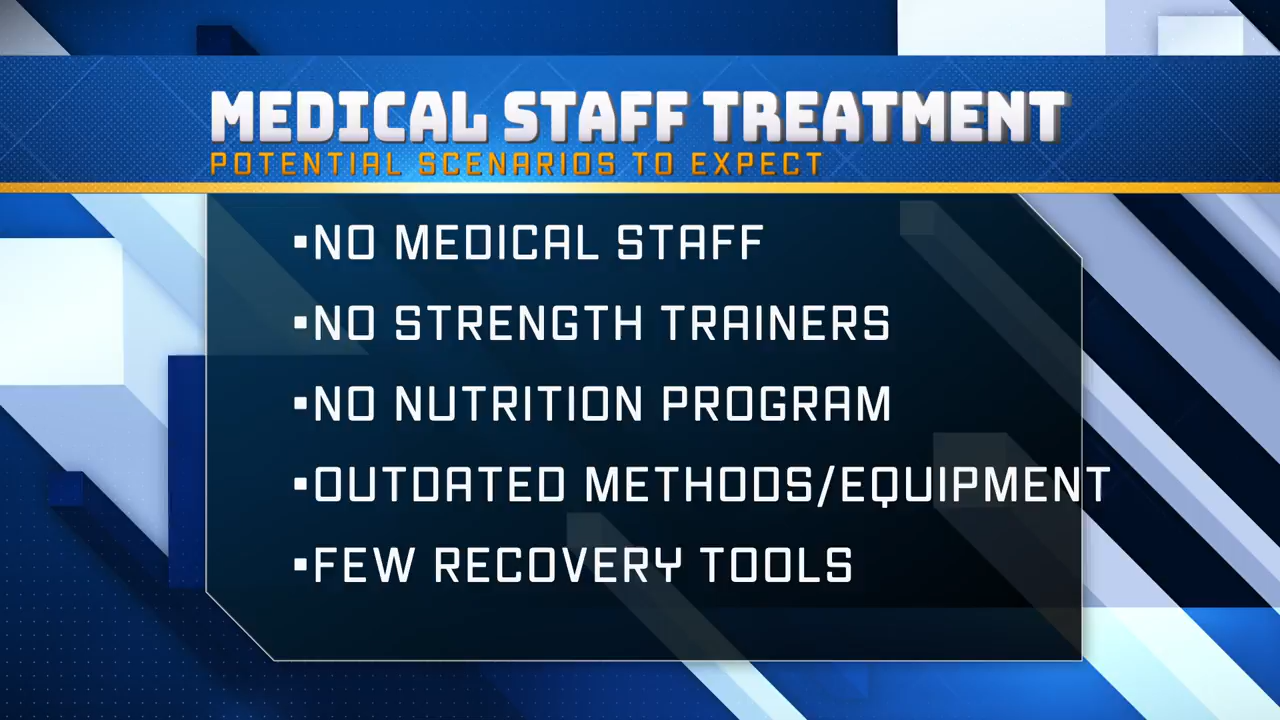 MEDICAL STAFF TREATMENT
POTENTIAL SCENARIOS TO EXPECT
▪NO MEDICAL STAFF
▪NO STRENGTH TRAINERS
▪NO NUTRITION PROGRAM
▪OUTDATED METHODS/EQUIPMENT
▪FEW RECOVERY TOOLS